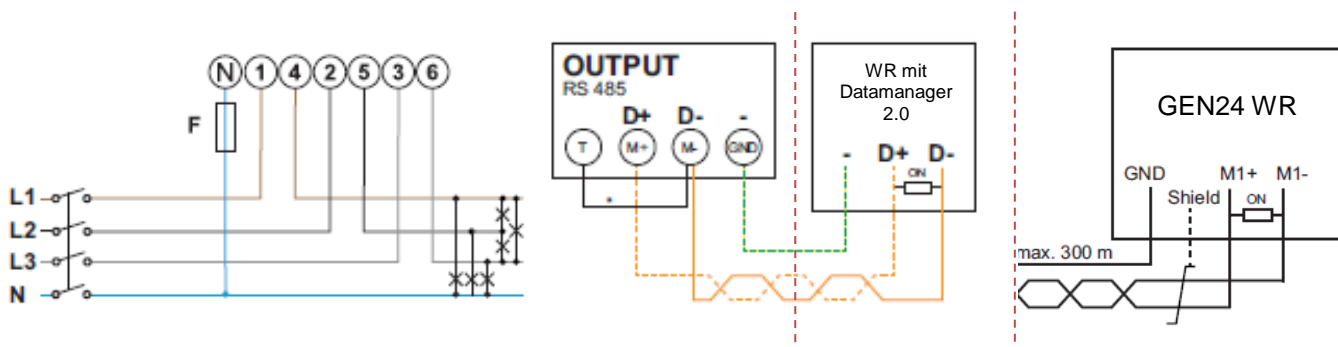 N 1 4 2 5 3 6
F
L1
L2
L3
N
OUTPUT
RS 485
D+ D- -
T M+ M- GND
*
WR mit
Datamanager
2.0
- D+ D-
ON
GEN24 WR
GND M1+ M1-
Shield ON
max. 300 m